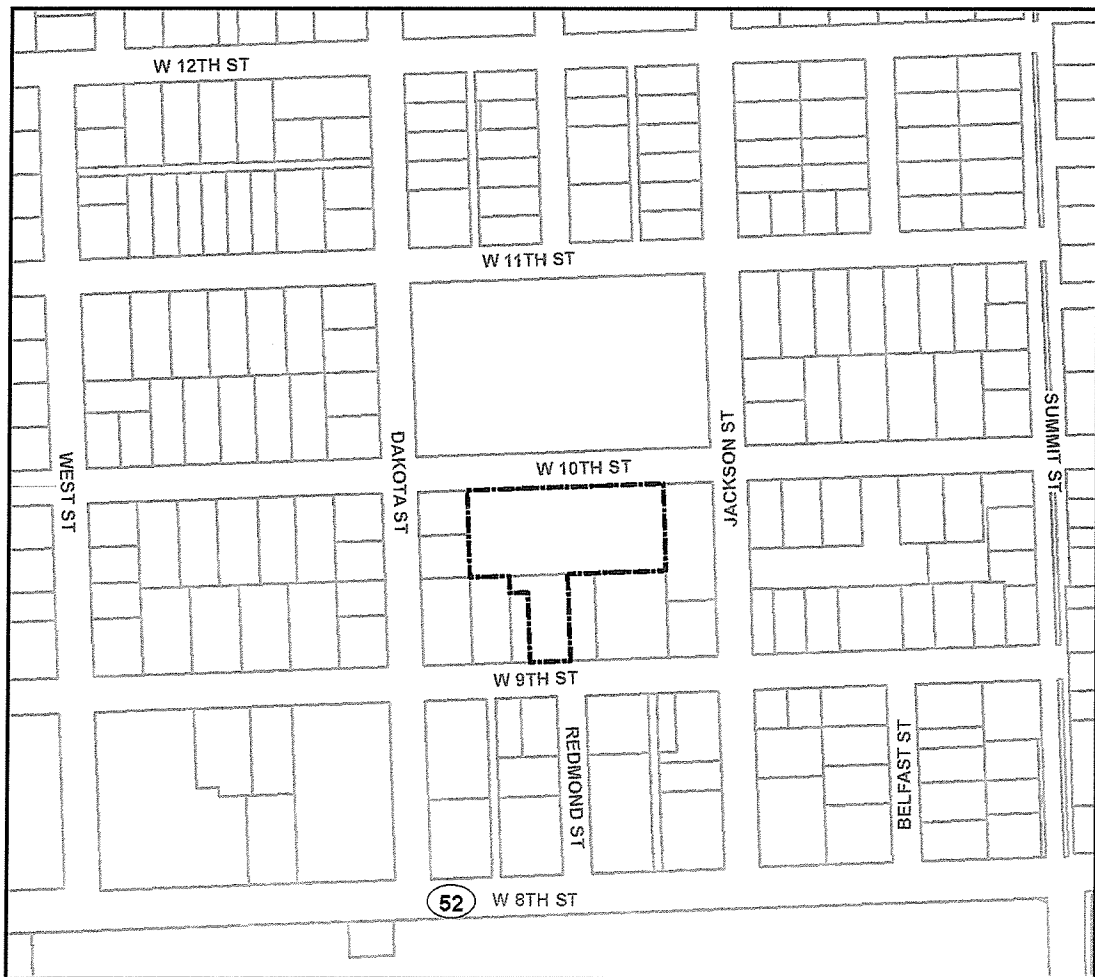 W 12TH ST
W 11TH ST
WEST ST
DAKOTA ST
W 10TH ST
JACKSON ST
SUMMIT ST
W 9TH ST
REDMOND ST
BELFAST ST
52 W 8TH ST